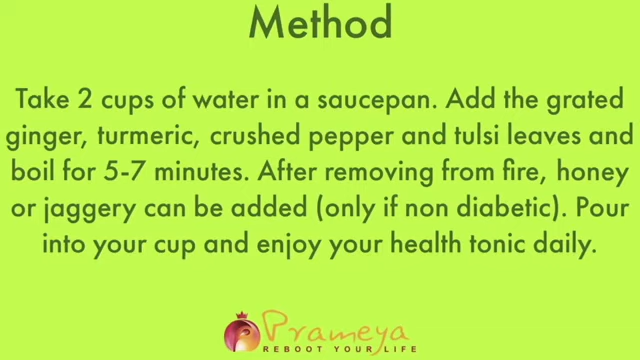 Method
Take 2 cups of water in a saucepan. Add the grated
ginger, turmeric, crushed pepper and tulsi leaves and
boil for 5-7 minutes. After removing from fire, honey
or jaggery can be added (only if non diabetic). Pour
into your cup and enjoy your health tonic daily.
Prameya
REBOOT YOUR LIFE